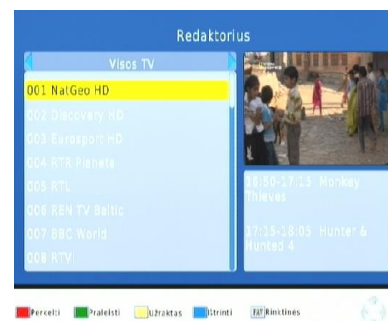 Redaktorius
Visos TV
001 NatGeo HD
002 Discovery HD
003 Eurosport HD
004 RTR Planeta
005 RTL
006 REN TV Baltic
007 BBC World
008 RTVi
16:50-17:15 Monkey
Thieves
17:15-18:05 Hunter &
Hunted 4
Perkelti Praleisti Užraktas Ištrinti FAV Rinktinės